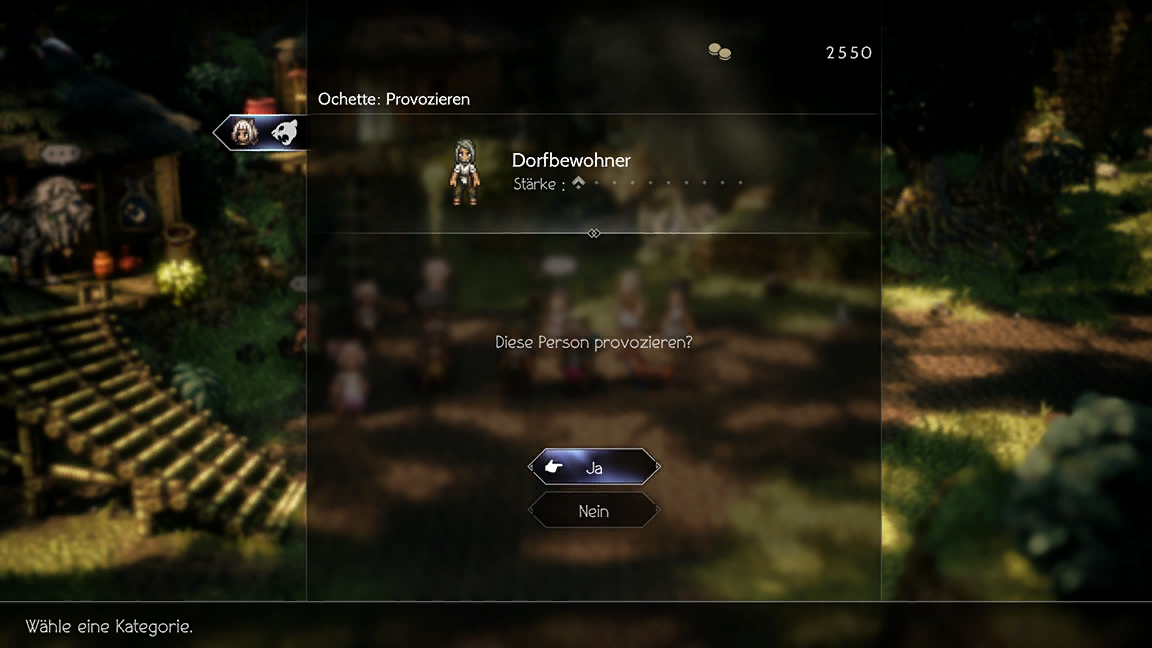 2550
Ochette: Provozieren
Dorfbewohner
Stärke :
Diese Person provozieren?
Ja
Nein
Wähle eine Kategorie.